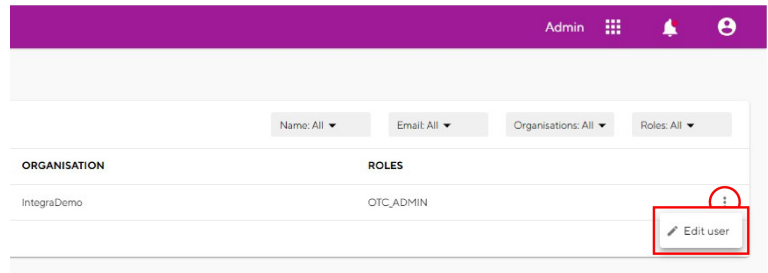 Admin
Name: All Email: All Organisations: All Roles: All
ORGANISATION ROLES
IntegraDemo OTC_ADMIN
Edit user